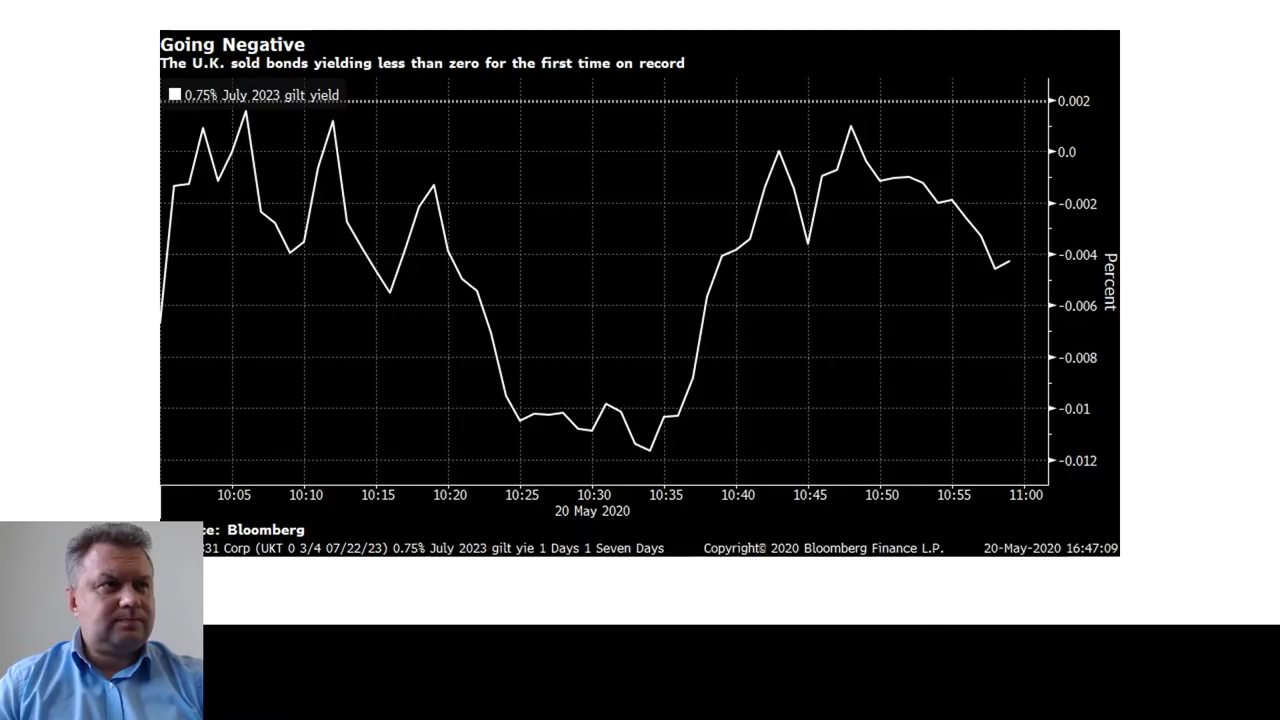 Going Negative
The U.K. sold bonds yielding less than zero for the first time on record
0.75% July 2023 gilt yield
0.002
0.0
-0.002
-0.004
-0.006
-0.008
-0.01
-0.012
Percent
10:05 10:10 10:15 10:20 10:25 10:30 10:35 10:40 10:45 10:50 10:55 11:00
20 May 2020
ce: Bloomberg
31 Corp (UKT 0 3/4 07/22/23) 0.75% July 2023 gilt yie 1 Days 1 Seven Days Copyright© 2020 Bloomberg Finance L.P. 20-May-2020 16:47:09